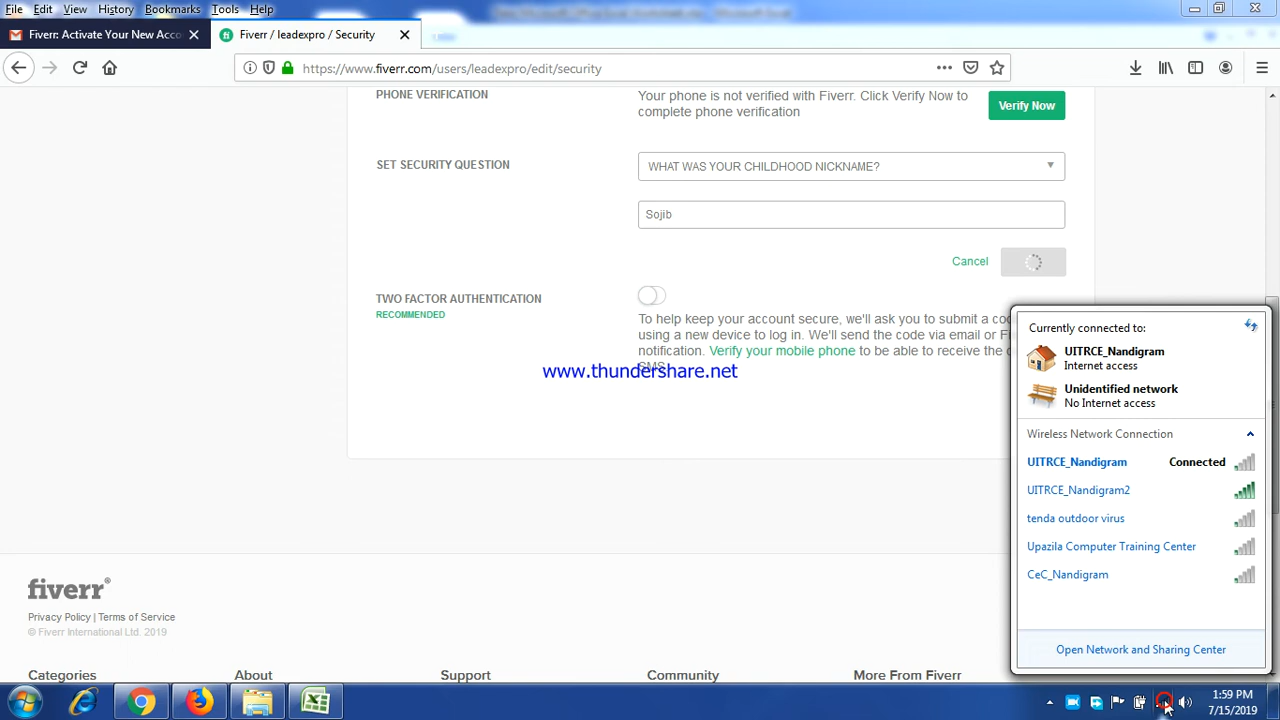 File Edit View History Bookmarks Tools Help
Fiverr: Activate Your New Acco
Fiverr / leadexpro / Security
https://www.fiverr.com/users/leadexpro/edit/security
PHONE VERIFICATION
Your phone is not verified with Fiverr. Click Verify Now to
complete phone verification
Verify Now
SET SECURITY QUESTION
WHAT WAS YOUR CHILDHOOD NICKNAME?
Sojib
Cancel
TWO FACTOR AUTHENTICATION
RECOMMENDED
To help keep your account secure, we'll ask you to submit a co
using a new device to log in. We'll send the code via email or F
notification. Verify your mobile phone to be able to receive the
SMS
www.thundershare.net
Currently connected to:
UITRCE_Nandigram
Internet access
Unidentified network
No Internet access
Wireless Network Connection
UITRCE_Nandigram Connected
UITRCE_Nandigram2
tenda outdoor virus
Upazila Computer Training Center
CeC_Nandigram
Open Network and Sharing Center
fiverr®
Privacy Policy | Terms of Service
© Fiverr International Ltd. 2019
Categories About Support Community More From Fiverr
1:59 PM
7/15/2019